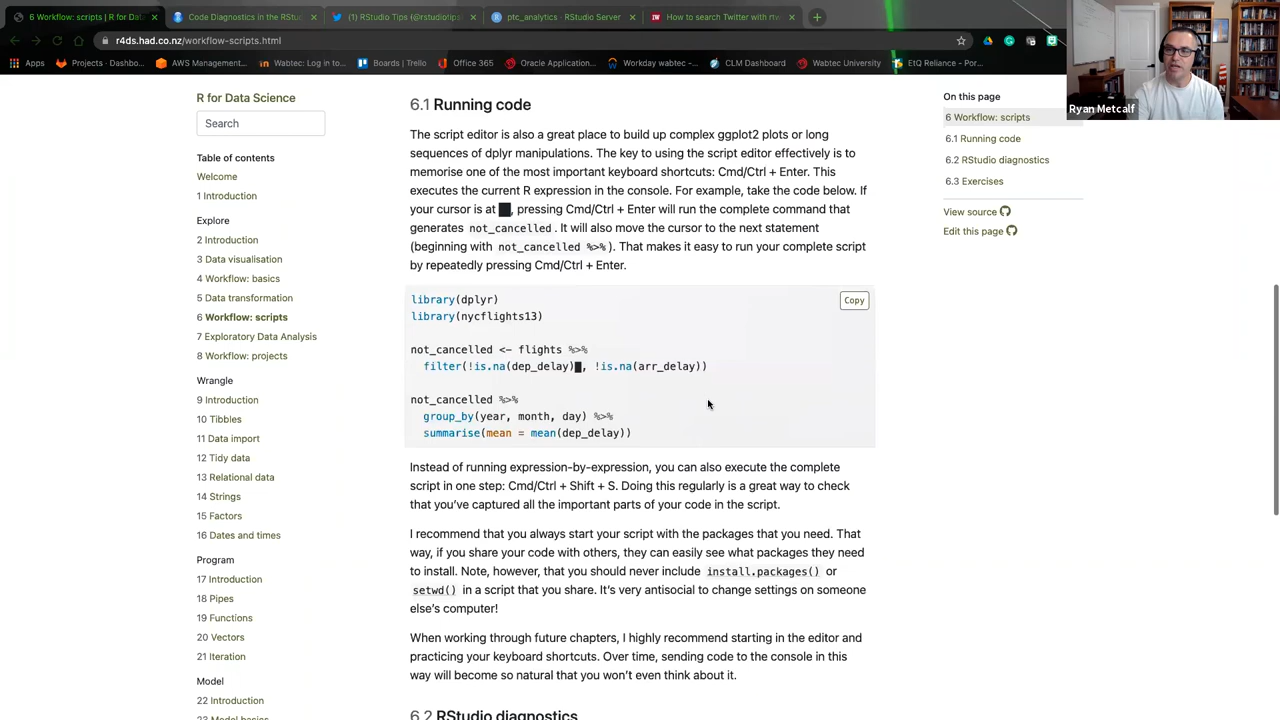 6 Workflow: scripts | R for Dat
Code Diagnostics in the RStu
(1) RStudio Tips (@rstudiotips
ptc_analytics - RStudio Server
How to search Twitter with rtw
r4ds.had.co.nz/workflow-scripts.html
Apps
Projects - Dashbo...
AWS Management...
Wabtec: Log in to...
Boards | Trello
Office 365
Oracle Application...
Workday wabtec -...
CLM Dashboard
Wabtec University
EtQ Reliance - Por...
Ryan Metcalf
R for Data Science
Search
Table of contents
Welcome
1 Introduction
Explore
2 Introduction
3 Data visualisation
4 Workflow: basics
5 Data transformation
6 Workflow: scripts
7 Exploratory Data Analysis
8 Workflow: projects
Wrangle
9 Introduction
10 Tibbles
11 Data import
12 Tidy data
13 Relational data
14 Strings
15 Factors
16 Dates and times
Program
17 Introduction
18 Pipes
19 Functions
20 Vectors
21 Iteration
Model
22 Introduction
23 Model basics
6.1 Running code
The script editor is also a great place to build up complex ggplot2 plots or long
sequences of dplyr manipulations. The key to using the script editor effectively is to
memorise one of the most important keyboard shortcuts: Cmd/Ctrl + Enter. This
executes the current R expression in the console. For example, take the code below. If
your cursor is at █, pressing Cmd/Ctrl + Enter will run the complete command that
generates not_cancelled. It will also move the cursor to the next statement
(beginning with not_cancelled %>%). That makes it easy to run your complete script
by repeatedly pressing Cmd/Ctrl + Enter.
Copy
library(dplyr)
library(nycflights13)
not_cancelled <- flights %>%
filter(!is.na(dep_delay)█, !is.na(arr_delay))
not_cancelled %>%
group_by(year, month, day) %>%
summarise(mean = mean(dep_delay))
Instead of running expression-by-expression, you can also execute the complete
script in one step: Cmd/Ctrl + Shift + S. Doing this regularly is a great way to check
that you've captured all the important parts of your code in the script.
I recommend that you always start your script with the packages that you need. That
way, if you share your code with others, they can easily see what packages they need
to install. Note, however, that you should never include install.packages() or
setwd() in a script that you share. It's very antisocial to change settings on someone
else's computer!
When working through future chapters, I highly recommend starting in the editor and
practicing your keyboard shortcuts. Over time, sending code to the console in this
way will become so natural that you won't even think about it.
6.2 RStudio diagnostics
On this page
6 Workflow: scripts
6.1 Running code
6.2 RStudio diagnostics
6.3 Exercises
View source
Edit this page